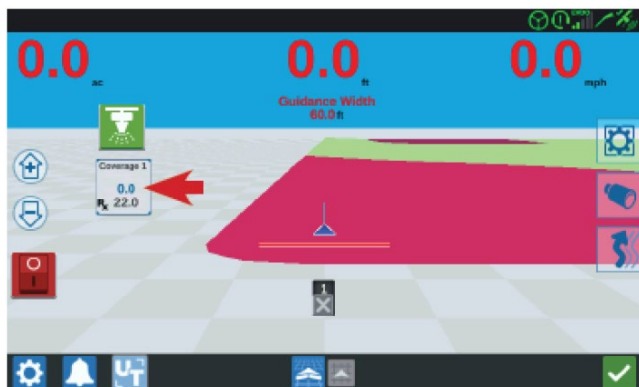 0.0 ac
0.0 ft
0.0 mph
Guidance Width
60.0 ft
Coverage 1
0.0
Rx 22.0
1
UT